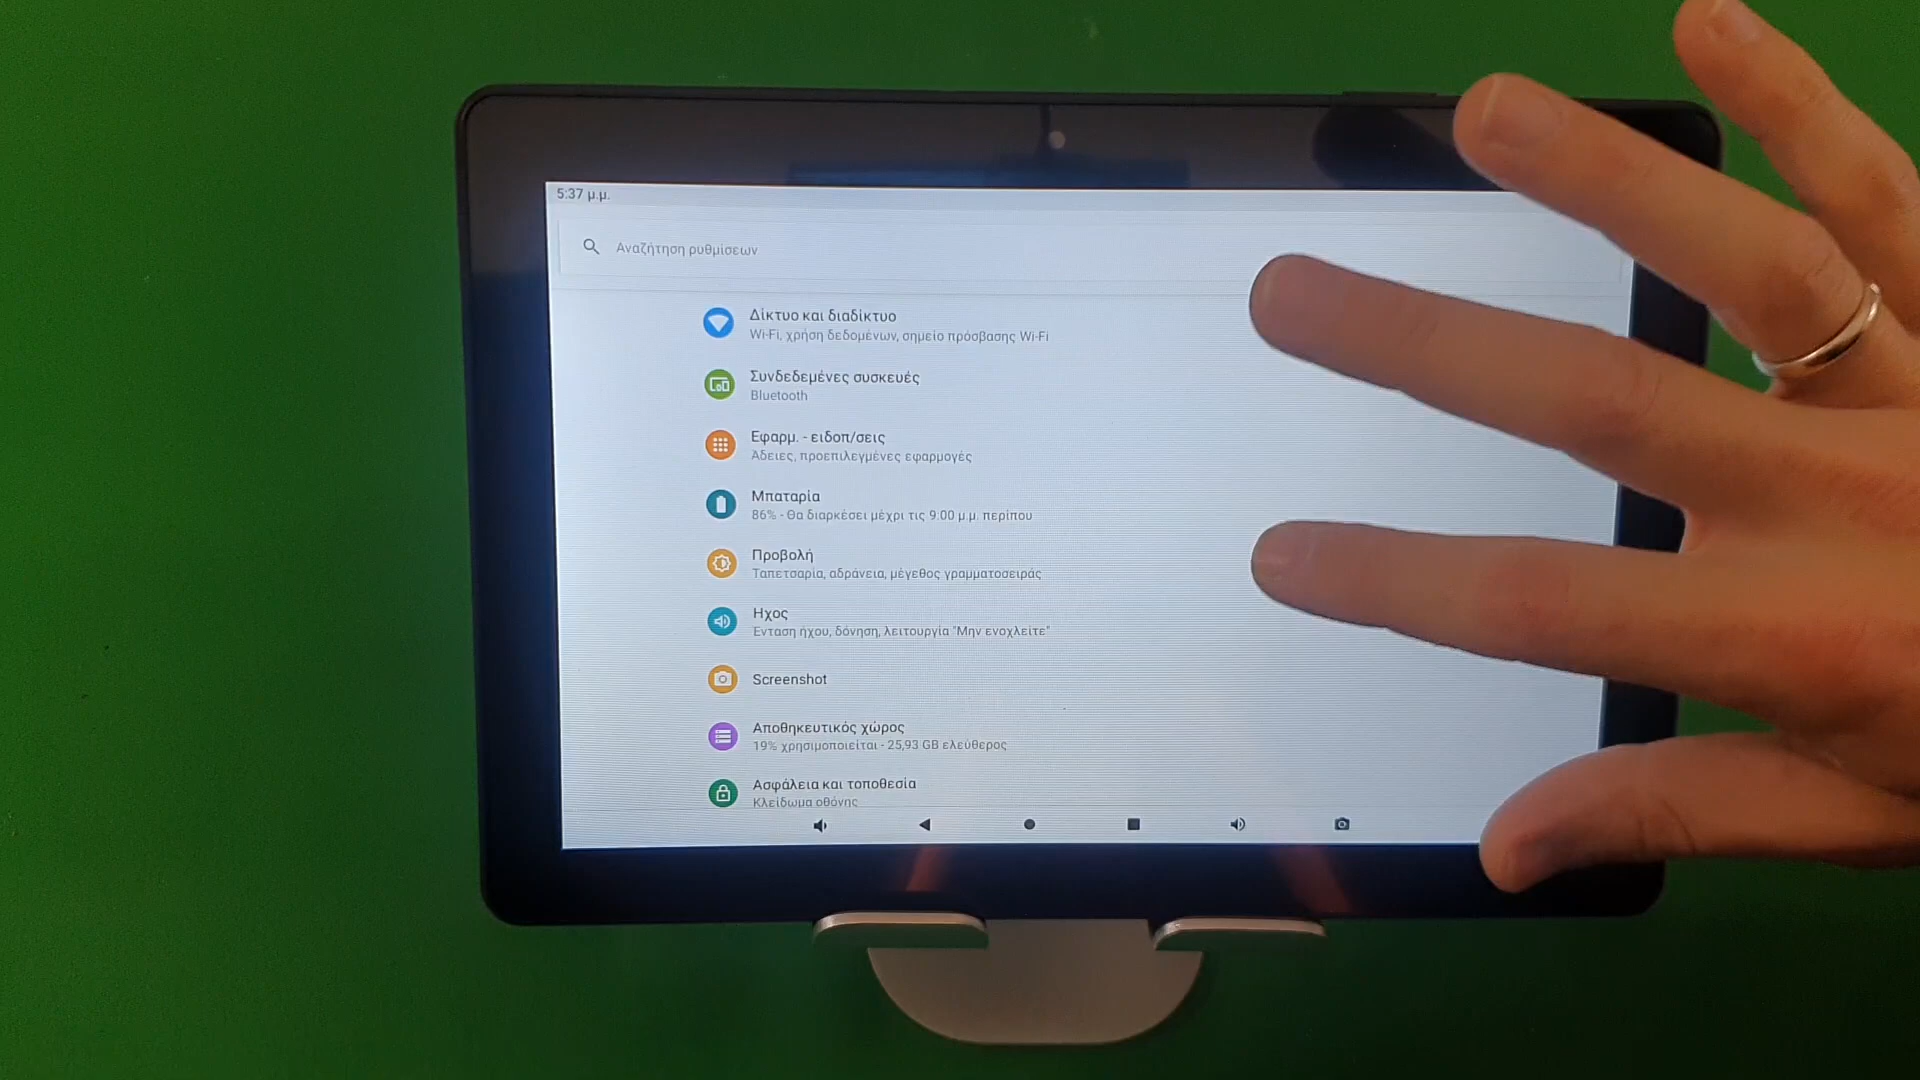 5:37 μ.μ.
Αναζήτηση ρυθμίσεων
Δίκτυο και διαδίκτυο
Wi-Fi, χρήση δεδομένων, σημείο πρόσβασης Wi-Fi
Συνδεδεμένες συσκευές
Bluetooth
Εφαρμ. - ειδοπ/σεις
Άδειες, προεπιλεγμένες εφαρμογές
Μπαταρία
86% - Θα διαρκέσει μέχρι τις 9:00 μ.μ. περίπου
Προβολή
Ταπετσαρία, αδράνεια, μέγεθος γραμματοσειράς
Ήχος
Ένταση ήχου, δόνηση, λειτουργία "Μην ενοχλείτε"
Screenshot
Αποθηκευτικός χώρος
19% χρησιμοποιείται - 25,93 GB ελεύθερος
Ασφάλεια και τοποθεσία
Κλείδωμα οθόνης